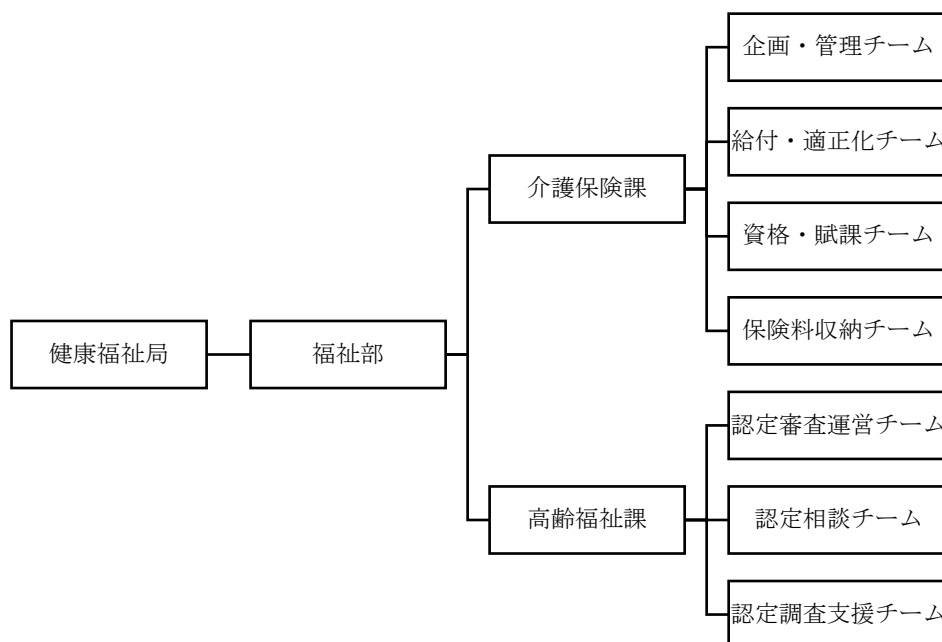 健康福祉局
福祉部
介護保険課
企画・管理チーム
給付・適正化チーム
資格・賦課チーム
保険料収納チーム
高齢福祉課
認定審査運営チーム
認定相談チーム
認定調査支援チーム